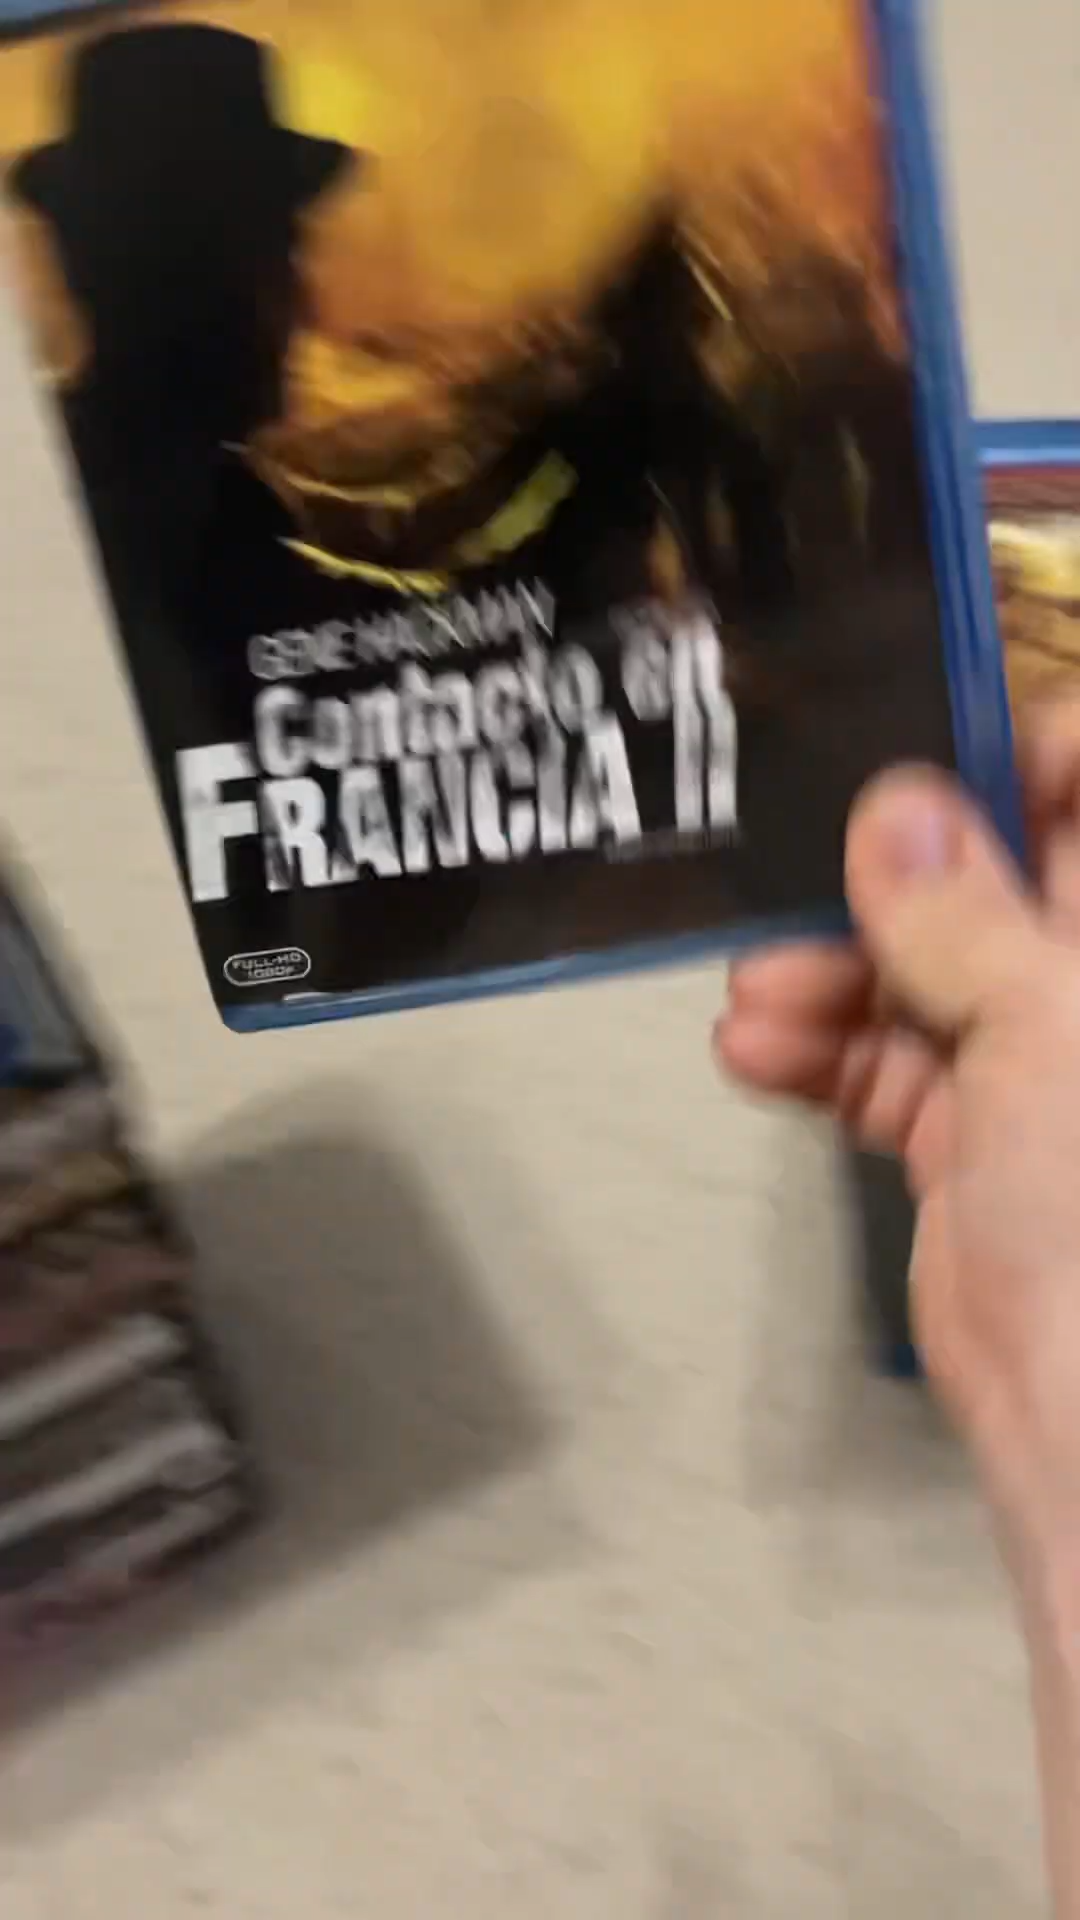 GENE HACKMAN
Contacto en
FRANCIA II
FULL-HD
1080P